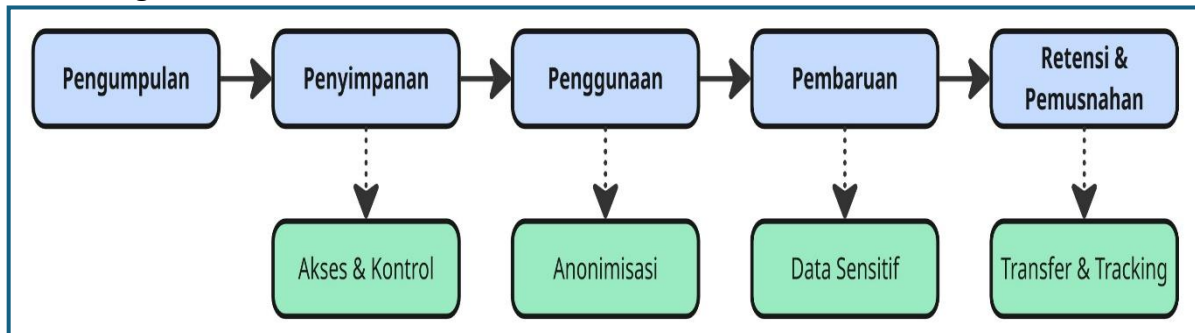 Pengumpulan
Penyimpanan
Penggunaan
Pembaruan
Retensi &
Pemusnahan
Akses & Kontrol
Anonimisasi
Data Sensitif
Transfer & Tracking